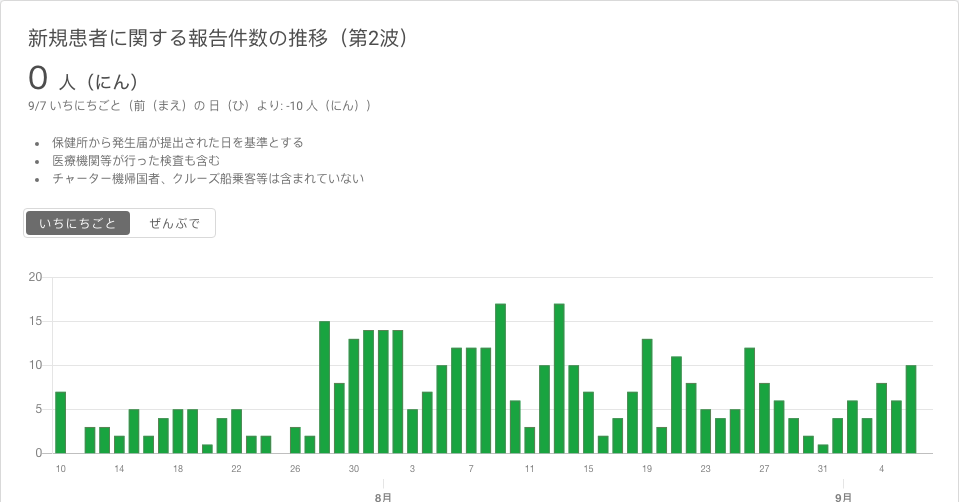 新規患者に関する報告件数の推移（第2波）
0 人（にん）
9/7 いちにちごと（前（まえ）の 日（ひ）より: -10 人（にん））
保健所から発生届が提出された日を基準とする
医療機関等が行った検査も含む
チャーター機帰国者、クルーズ船乗客等は含まれていない
いちにちごと ぜんぶで
20
15
10
5
0
10 14 18 22 26 30 3 7 11 15 19 23 27 31 4
8月 9月